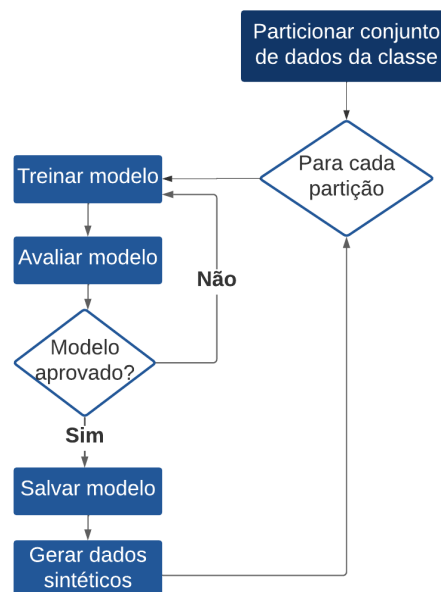 Particionar conjunto
de dados da classe
Para cada
partição
Treinar modelo
Avaliar modelo
Não
Modelo
aprovado?
Sim
Salvar modelo
Gerar dados
sintéticos